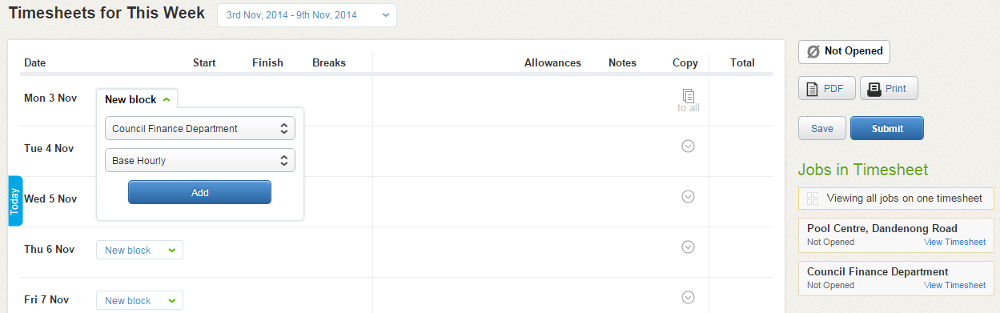 Timesheets for This Week 3rd Nov, 2014 - 9th Nov, 2014
Date Start Finish Breaks Allowances Notes Copy Total
Mon 3 Nov New block to all
Council Finance Department
Tue 4 Nov
Base Hourly
Today Wed 5 Nov Add
Thu 6 Nov New block
Fri 7 Nov New block
Not Opened
PDF Print
Save Submit
Jobs in Timesheet
Viewing all jobs on one timesheet
Pool Centre, Dandenong Road
Not Opened View Timesheet
Council Finance Department
Not Opened View Timesheet